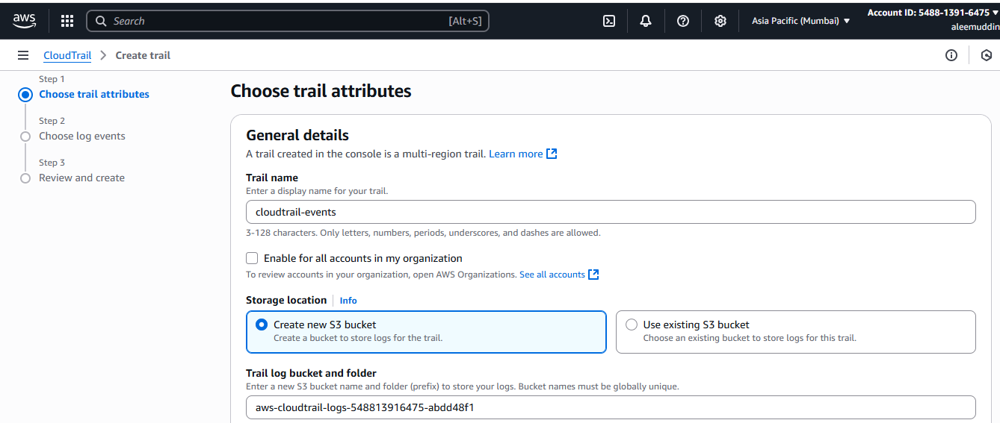 aws
Search [Alt+S]
Asia Pacific (Mumbai)
Account ID: 5488-1391-6475
aleemuddin
CloudTrail > Create trail
Step 1
Choose trail attributes
Step 2
Choose log events
Step 3
Review and create
Choose trail attributes
General details
A trail created in the console is a multi-region trail. Learn more
Trail name
Enter a display name for your trail.
cloudtrail-events
3-128 characters. Only letters, numbers, periods, underscores, and dashes are allowed.
Enable for all accounts in my organization
To review accounts in your organization, open AWS Organizations. See all accounts
Storage location Info
Create new S3 bucket
Create a bucket to store logs for the trail.
Use existing S3 bucket
Choose an existing bucket to store logs for this trail.
Trail log bucket and folder
Enter a new S3 bucket name and folder (prefix) to store your logs. Bucket names must be globally unique.
aws-cloudtrail-logs-548813916475-abdd48f1